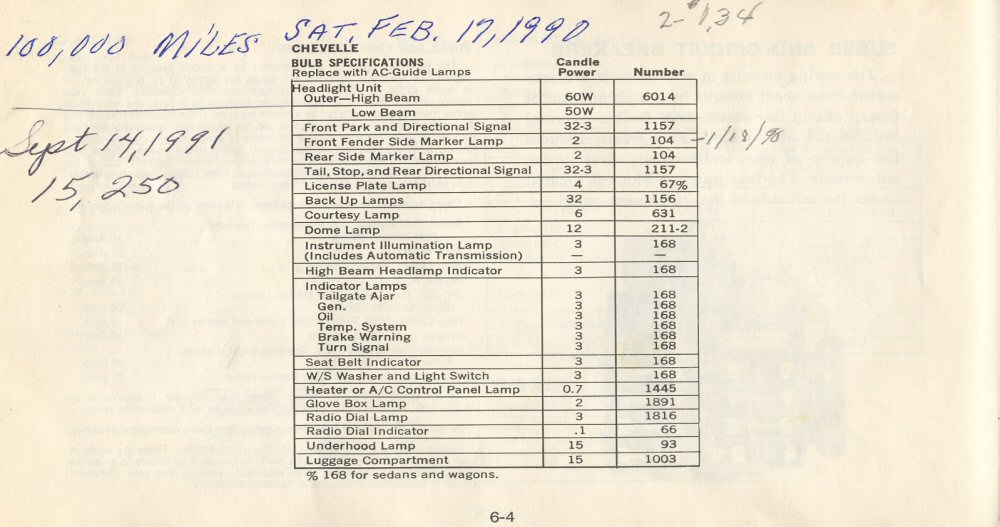 2-$1.34
100,000 MILES SAT, FEB. 17, 1990
Sept 14, 1991
15,250
CHEVELLE
BULB SPECIFICATIONS
Replace with AC-Guide Lamps
Candle Power Number
Headlight Unit
Outer—High Beam 60W 6014
Low Beam 50W
Front Park and Directional Signal 32-3 1157
Front Fender Side Marker Lamp 2 104 -1/18/98
Rear Side Marker Lamp 2 104
Tail, Stop, and Rear Directional Signal 32-3 1157
License Plate Lamp 4 67%
Back Up Lamps 32 1156
Courtesy Lamp 6 631
Dome Lamp 12 211-2
Instrument Illumination Lamp 3 168
(Includes Automatic Transmission) — —
High Beam Headlamp Indicator 3 168
Indicator Lamps
Tailgate Ajar 3 168
Gen. 3 168
Oil 3 168
Temp. System 3 168
Brake Warning 3 168
Turn Signal 3 168
Seat Belt Indicator 3 168
W/S Washer and Light Switch 3 168
Heater or A/C Control Panel Lamp 0.7 1445
Glove Box Lamp 2 1891
Radio Dial Lamp 3 1816
Radio Dial Indicator .1 66
Underhood Lamp 15 93
Luggage Compartment 15 1003
% 168 for sedans and wagons.
6-4